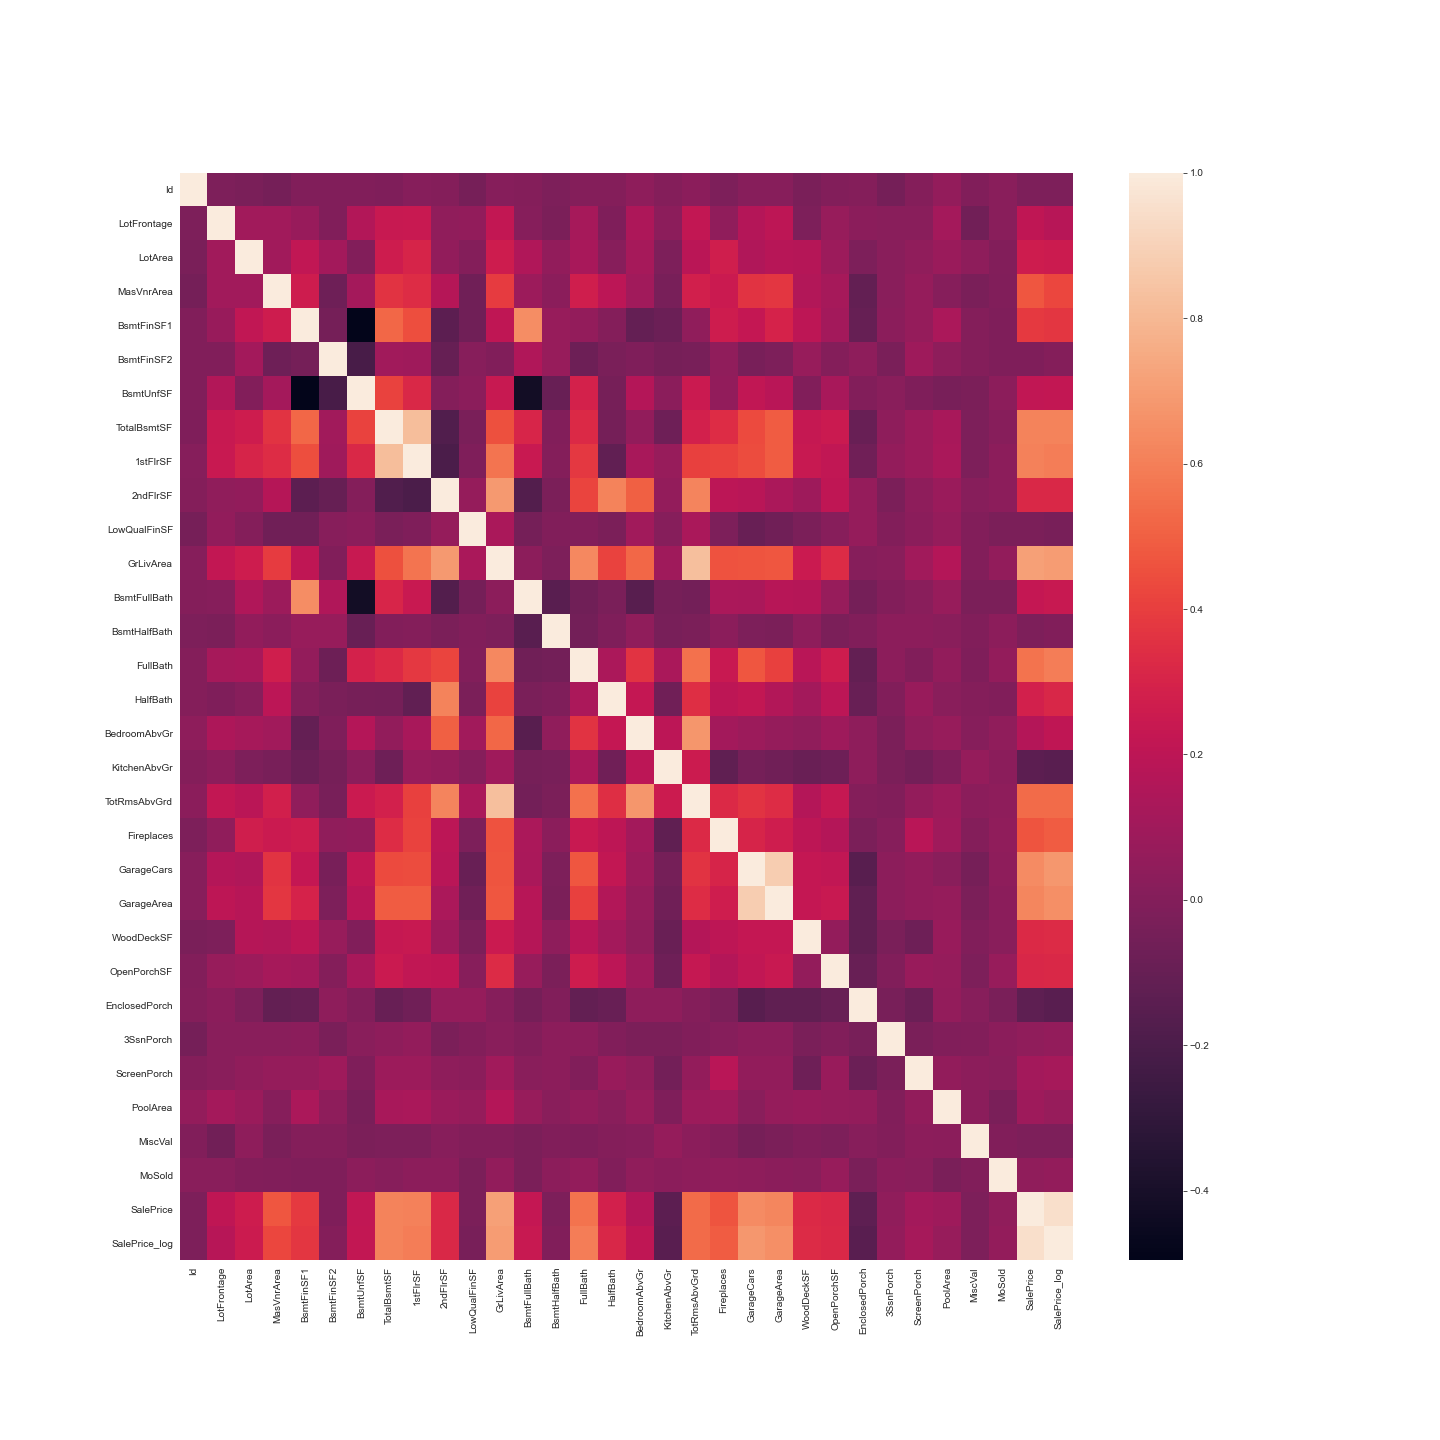 Id
LotFrontage
LotArea
MasVnrArea
BsmtFinSF1
BsmtFinSF2
BsmtUnfSF
TotalBsmtSF
1stFlrSF
2ndFlrSF
LowQualFinSF
GrLivArea
BsmtFullBath
BsmtHalfBath
FullBath
HalfBath
BedroomAbvGr
KitchenAbvGr
TotRmsAbvGrd
Fireplaces
GarageCars
GarageArea
WoodDeckSF
OpenPorchSF
EnclosedPorch
3SsnPorch
ScreenPorch
PoolArea
MiscVal
MoSold
SalePrice
SalePrice_log
Id
LotFrontage
LotArea
MasVnrArea
BsmtFinSF1
BsmtFinSF2
BsmtUnfSF
TotalBsmtSF
1stFlrSF
2ndFlrSF
LowQualFinSF
GrLivArea
BsmtFullBath
BsmtHalfBath
FullBath
HalfBath
BedroomAbvGr
KitchenAbvGr
TotRmsAbvGrd
Fireplaces
GarageCars
GarageArea
WoodDeckSF
OpenPorchSF
EnclosedPorch
3SsnPorch
ScreenPorch
PoolArea
MiscVal
MoSold
SalePrice
SalePrice_log
1.0
0.8
0.6
0.4
0.2
0.0
−0.2
−0.4